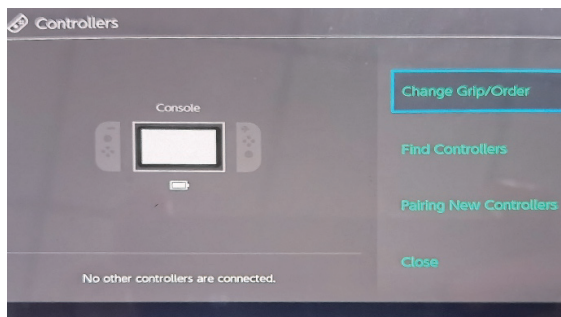 Controllers
Console
No other controllers are connected.
Change Grip/Order
Find Controllers
Pairing New Controllers
Close